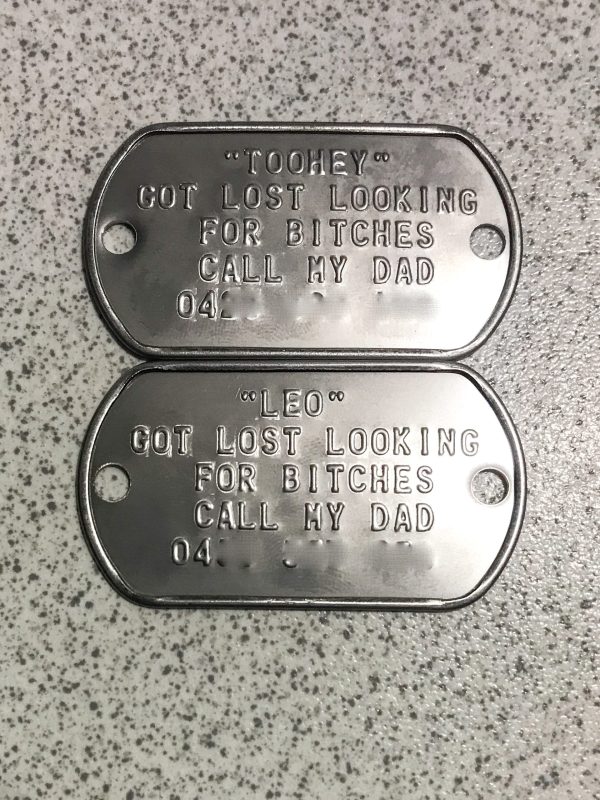 "TOOHEY"
GOT LOST LOOKING
FOR BITCHES
CALL MY DAD
"LEO"
GOT LOST LOOKING
FOR BITCHES
CALL MY DAD